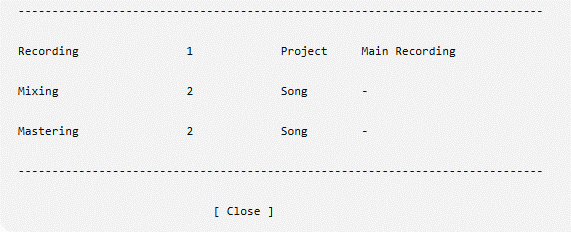 ------------------------------------------------------------------------------
Recording                1             Project     Main Recording
Mixing                   2             Song        -
Mastering                2             Song        -
------------------------------------------------------------------------------
[ Close ]